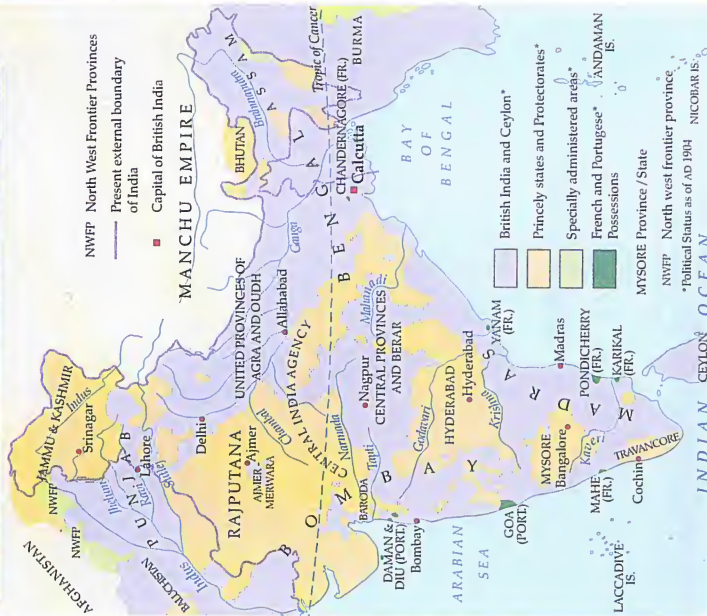 NWFP North West Frontier Provinces
Present external boundary
of India
Capital of British India
MANCHU EMPIRE
AFGHANISTAN
NWFP
NWFP
JAMMU & KASHMIR
Indus
Srinagar
PUNJAB
Jhelum
Ravi
Lahore
Sutlej
BALUCHISTAN
Indus
Delhi
RAJPUTANA
Ajmer
AJMER-
MERWARA
UNITED PROVINCES OF
AGRA AND OUDH
Allahabad
Ganga
Chambal
CENTRAL INDIA AGENCY
BHUTAN
Brahmaputra
ASSAM
Tropic of Cancer
BURMA
BENGAL
CHANDERNAGORE (FR.)
Calcutta
BOMBAY
BARODA
Narmada
Tapti
Nagpur
CENTRAL PROVINCES
AND BERAR
DAMAN &
DIU (PORT.)
Bombay
Godavari
HYDERABAD
Hyderabad
Krishna
YANAM
(FR.)
ARABIAN
SEA
BAY
OF
BENGAL
GOA
(PORT)
MADRAS
Madras
MYSORE
Bangalore
PONDICHERRY
(FR.)
KARIKAL
(FR.)
MAHE
(FR.)
TRAVANCORE
Cochin
LACCADIVE
IS.
CEYLON
INDIAN OCEAN
ANDAMAN
IS.
NICOBAR IS.
British India and Ceylon*
Princely states and Protectorates*
Specially administered areas*
French and Portugese*
Possessions
MYSORE Province / State
NWFP North west frontier province
*Political Status as of AD 1904